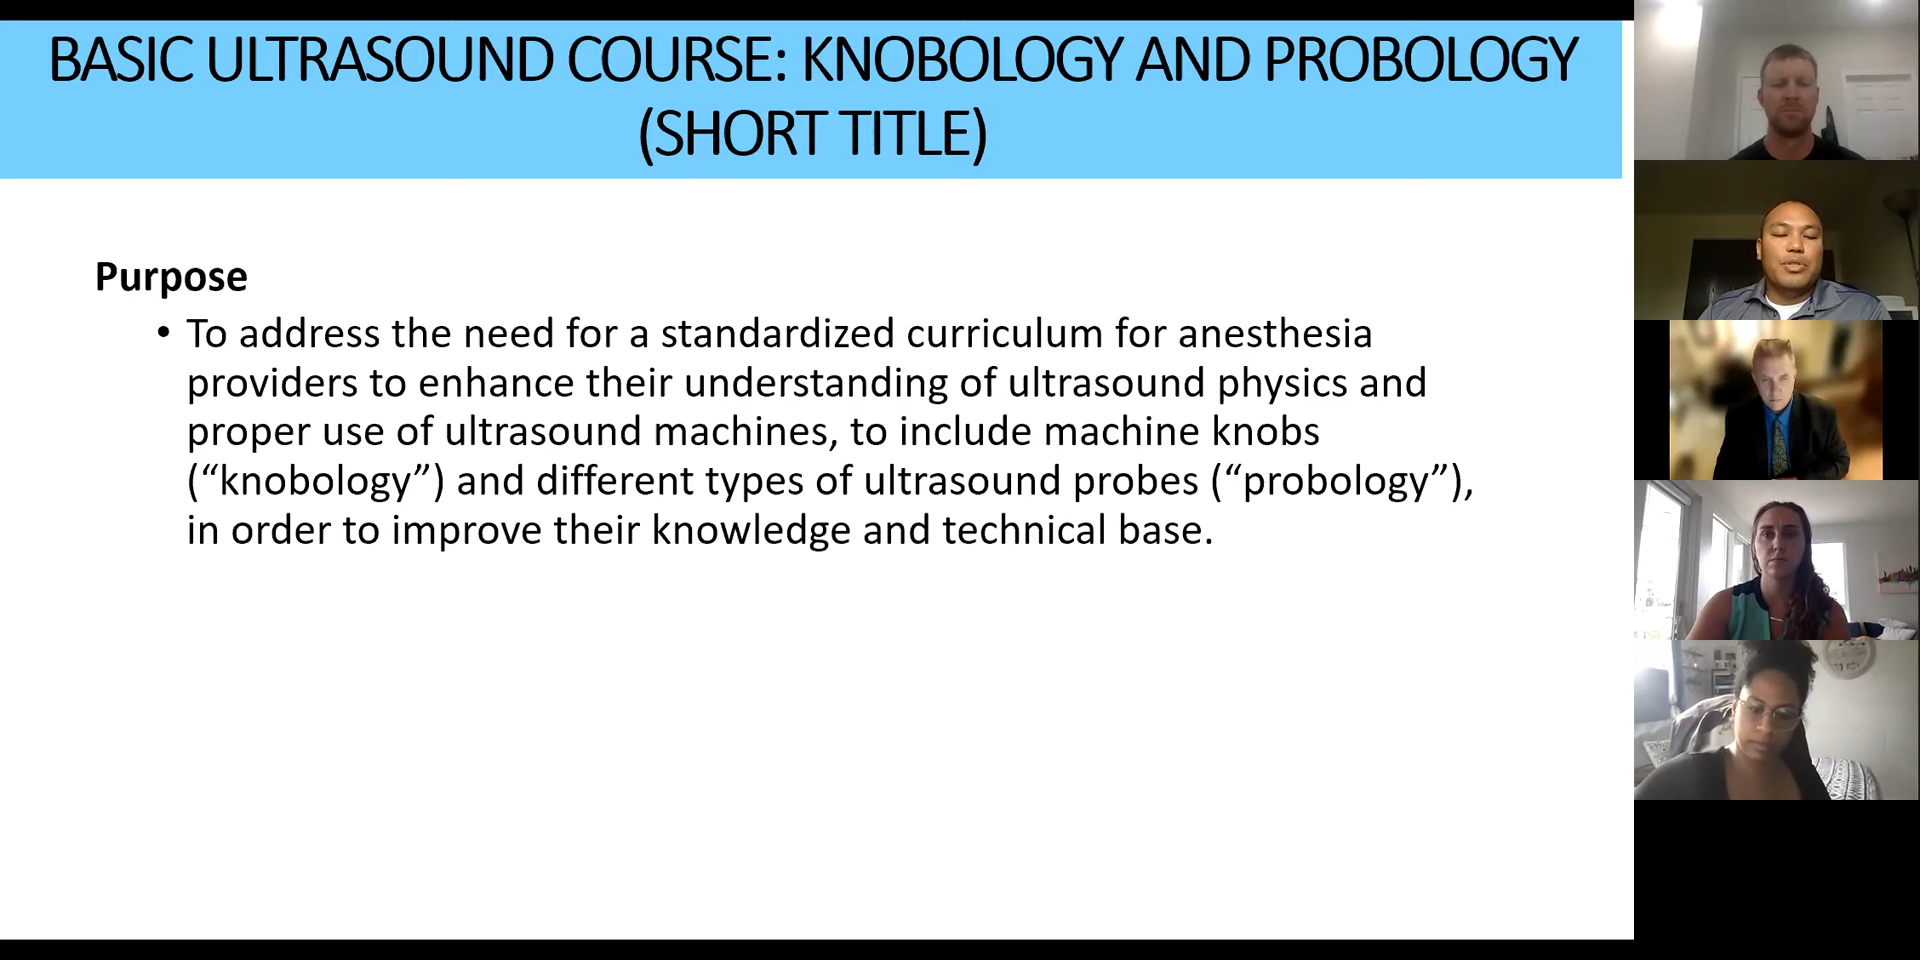 BASIC ULTRASOUND COURSE: KNOBOLOGY AND PROBOLOGY
(SHORT TITLE)
Purpose
• To address the need for a standardized curriculum for anesthesia
providers to enhance their understanding of ultrasound physics and
proper use of ultrasound machines, to include machine knobs
(“knobology”) and different types of ultrasound probes (“probology”),
in order to improve their knowledge and technical base.